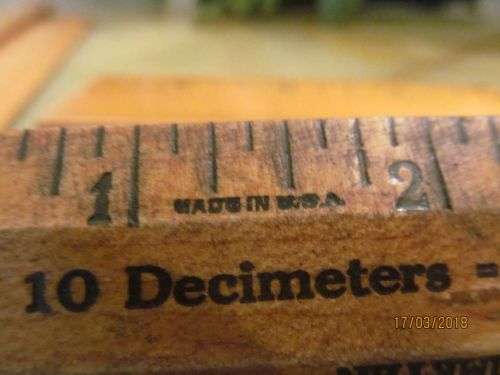 1 2
MADE IN U.S.A.
10 Decimeters =
17/03/2018